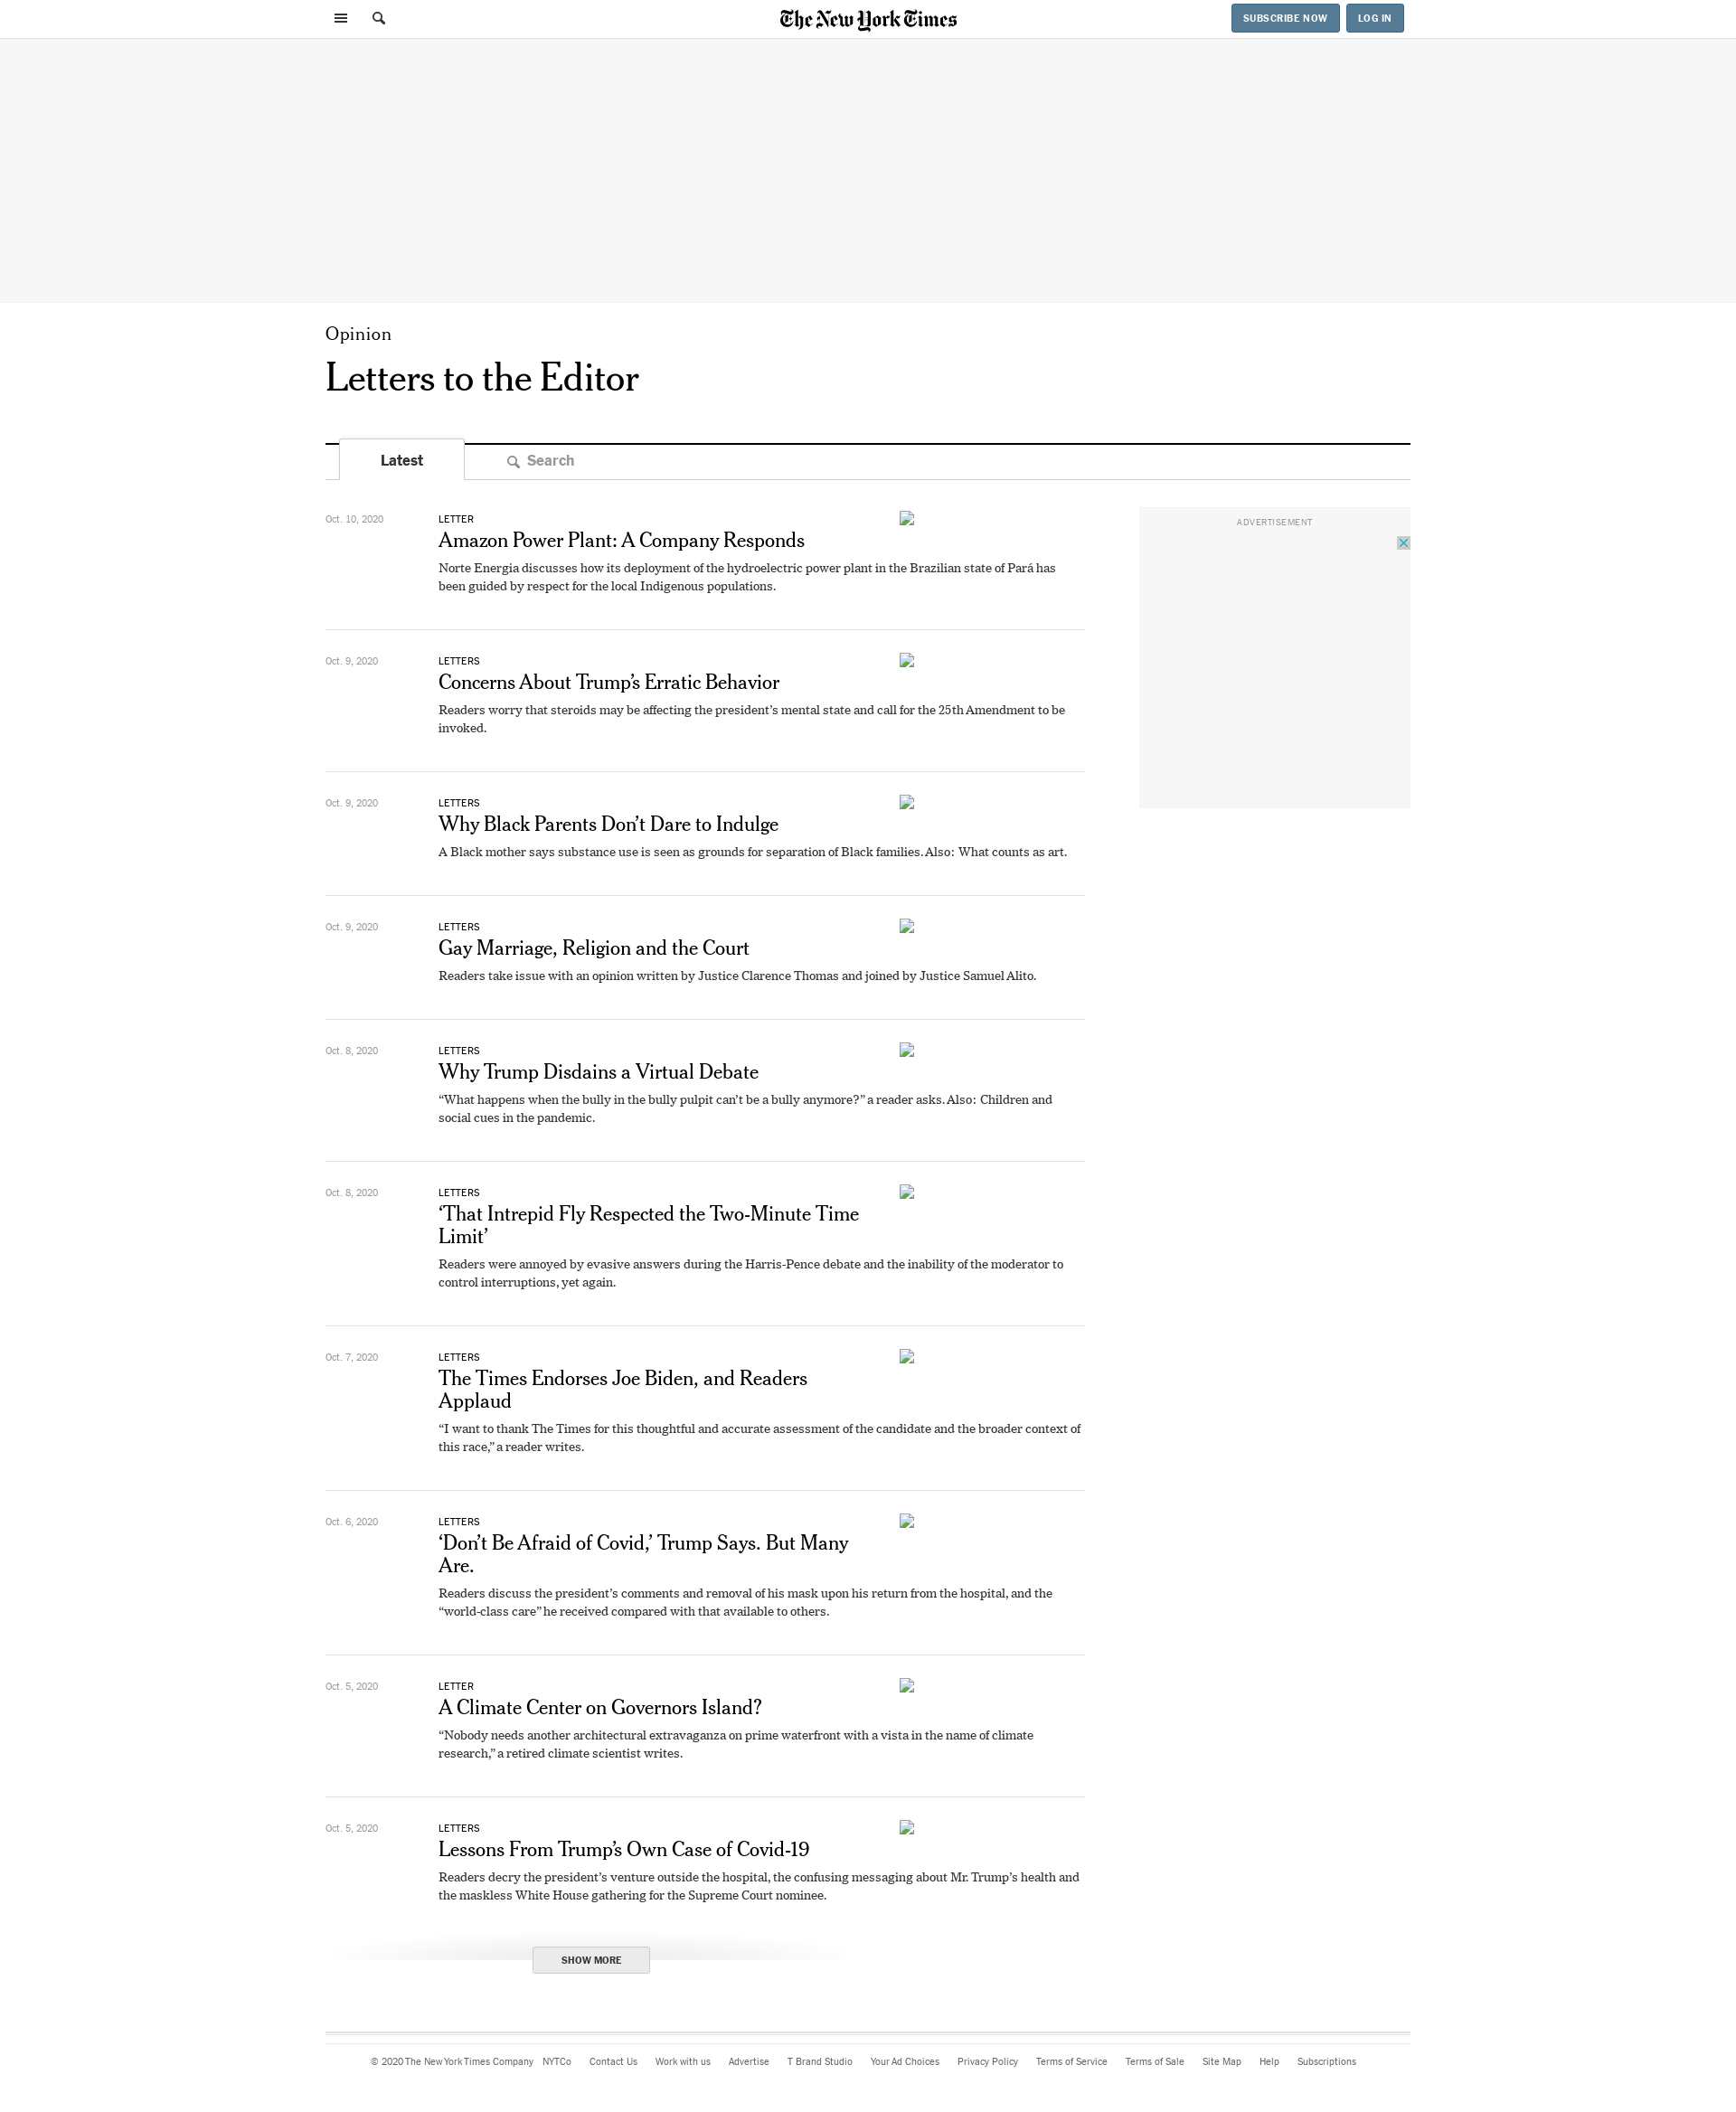 The New York Times
SUBSCRIBE NOW
LOG IN
Opinion
Letters to the Editor
Latest
Search
Oct. 10, 2020
LETTER
Amazon Power Plant: A Company Responds
Norte Energia discusses how its deployment of the hydroelectric power plant in the Brazilian state of Pará has
been guided by respect for the local Indigenous populations.
ADVERTISEMENT
Oct. 9, 2020
LETTERS
Concerns About Trump’s Erratic Behavior
Readers worry that steroids may be affecting the president’s mental state and call for the 25th Amendment to be
invoked.
Oct. 9, 2020
LETTERS
Why Black Parents Don’t Dare to Indulge
A Black mother says substance use is seen as grounds for separation of Black families. Also: What counts as art.
Oct. 9, 2020
LETTERS
Gay Marriage, Religion and the Court
Readers take issue with an opinion written by Justice Clarence Thomas and joined by Justice Samuel Alito.
Oct. 8, 2020
LETTERS
Why Trump Disdains a Virtual Debate
“What happens when the bully in the bully pulpit can’t be a bully anymore?” a reader asks. Also: Children and
social cues in the pandemic.
Oct. 8, 2020
LETTERS
‘That Intrepid Fly Respected the Two-Minute Time
Limit’
Readers were annoyed by evasive answers during the Harris-Pence debate and the inability of the moderator to
control interruptions, yet again.
Oct. 7, 2020
LETTERS
The Times Endorses Joe Biden, and Readers
Applaud
“I want to thank The Times for this thoughtful and accurate assessment of the candidate and the broader context of
this race,” a reader writes.
Oct. 6, 2020
LETTERS
‘Don’t Be Afraid of Covid,’ Trump Says. But Many
Are.
Readers discuss the president’s comments and removal of his mask upon his return from the hospital, and the
“world-class care” he received compared with that available to others.
Oct. 5, 2020
LETTER
A Climate Center on Governors Island?
“Nobody needs another architectural extravaganza on prime waterfront with a vista in the name of climate
research,” a retired climate scientist writes.
Oct. 5, 2020
LETTERS
Lessons From Trump’s Own Case of Covid-19
Readers decry the president’s venture outside the hospital, the confusing messaging about Mr. Trump’s health and
the maskless White House gathering for the Supreme Court nominee.
SHOW MORE
© 2020 The New York Times Company NYTCo Contact Us Work with us Advertise T Brand Studio Your Ad Choices Privacy Policy Terms of Service Terms of Sale Site Map Help Subscriptions